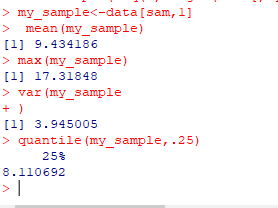 > my_sample<-data[sam,1]
>  mean(my_sample)
[1] 9.434186
> max(my_sample)
[1] 17.31848
> var(my_sample
+ )
[1] 3.945005
> quantile(my_sample,.25)
     25%
8.110692
>